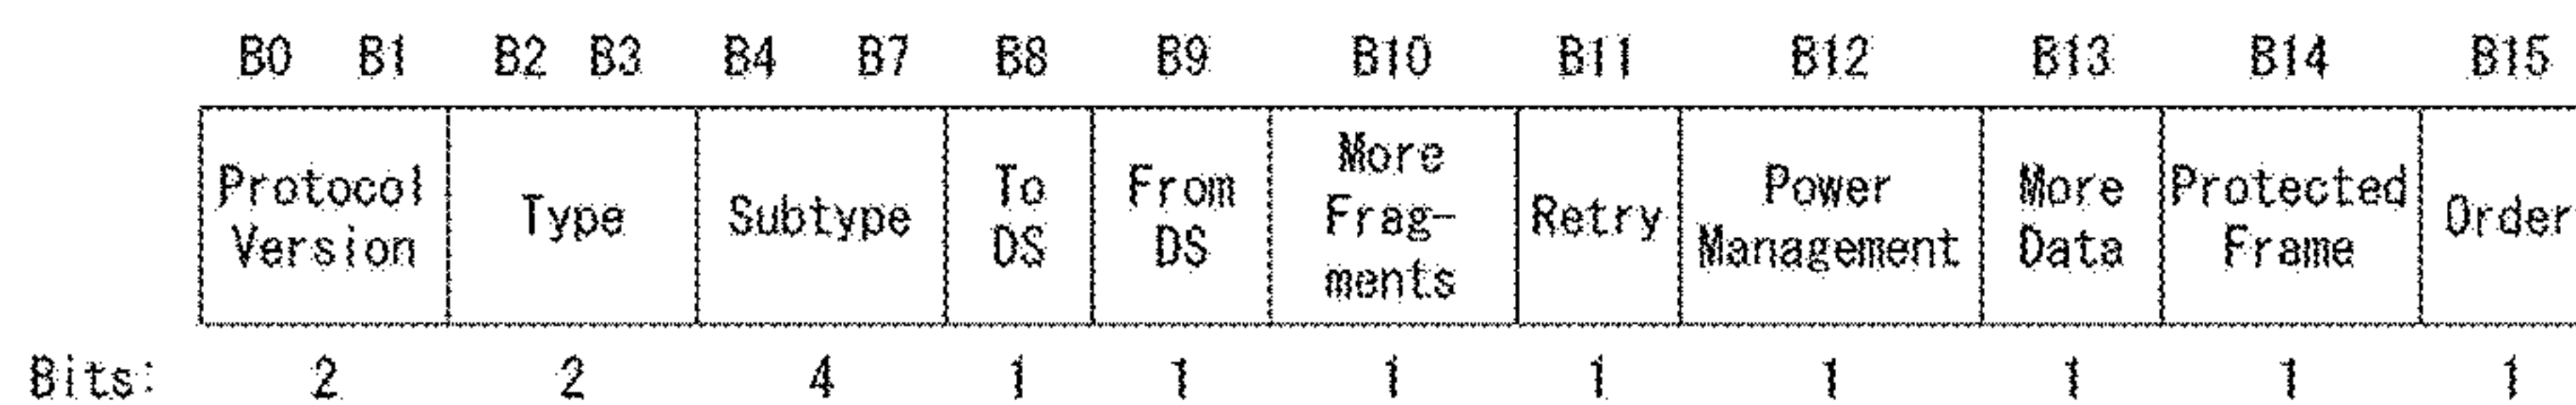 B0 B1 B2 B3 B4 B7 B8 B9 B10 B11 B12 B13 B14 B15
Protocol
Version
Type
Subtype
To
DS
From
DS
More
Frag-
ments
Retry
Power
Management
More
Data
Protected
Frame
Order
Bits: 2 2 4 1 1 1 1 1 1 1 1